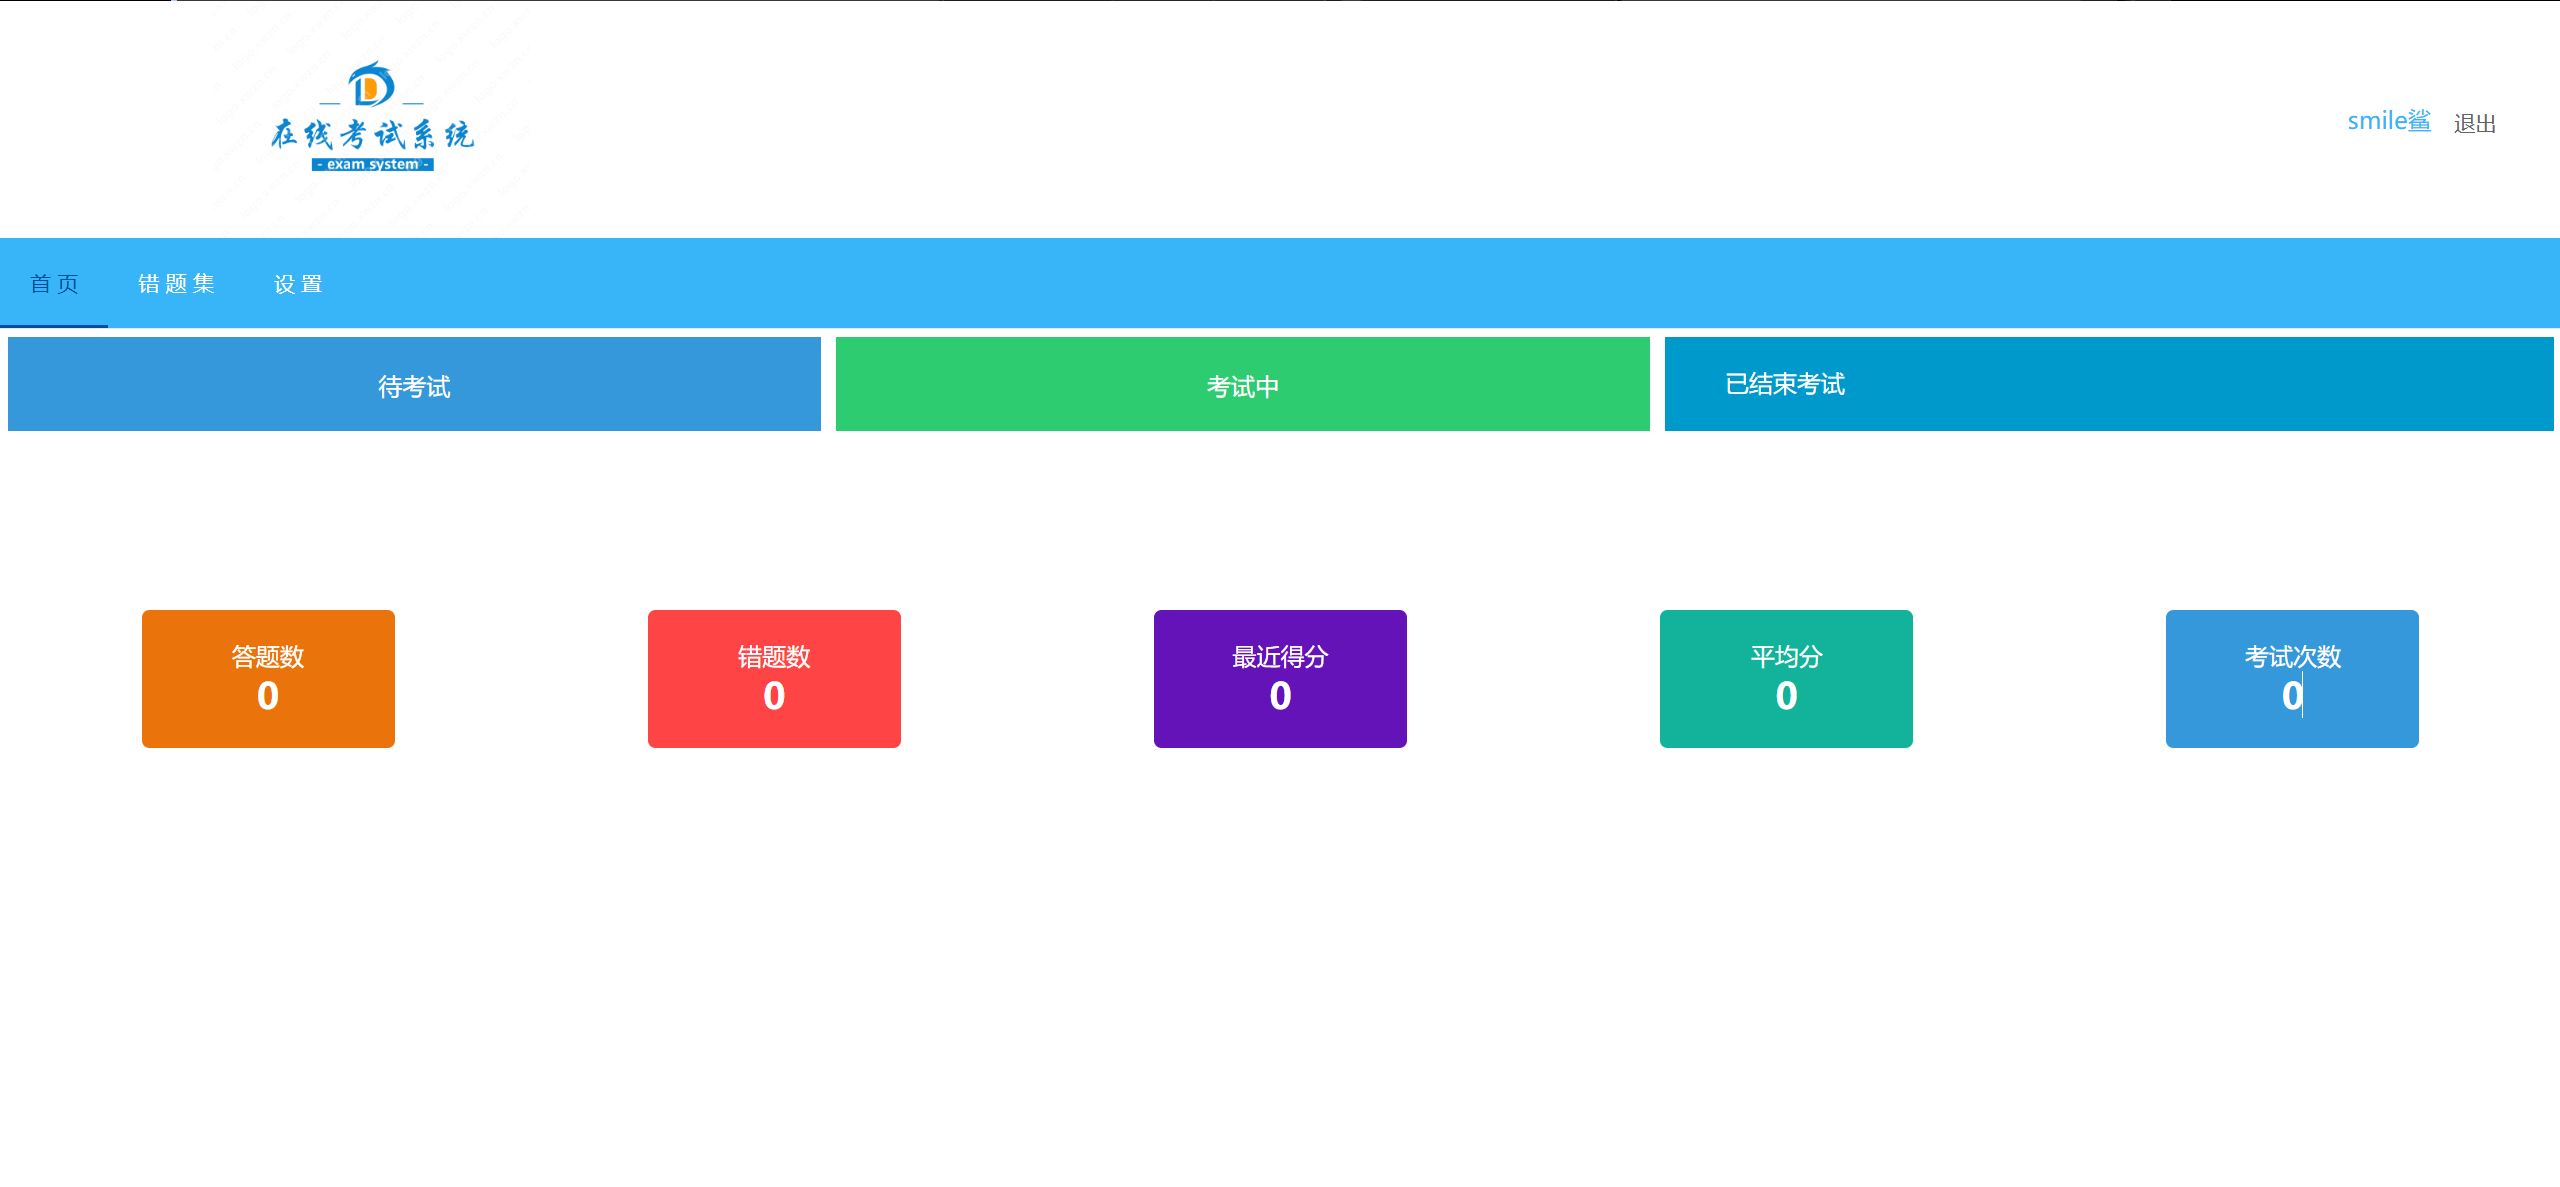 在线考试系统
- exam system -
smile鲨 退出
首页 错题集 设置
待考试 考试中 已结束考试
答题数 错题数 最近得分 平均分 考试次数
0 0 0 0 0